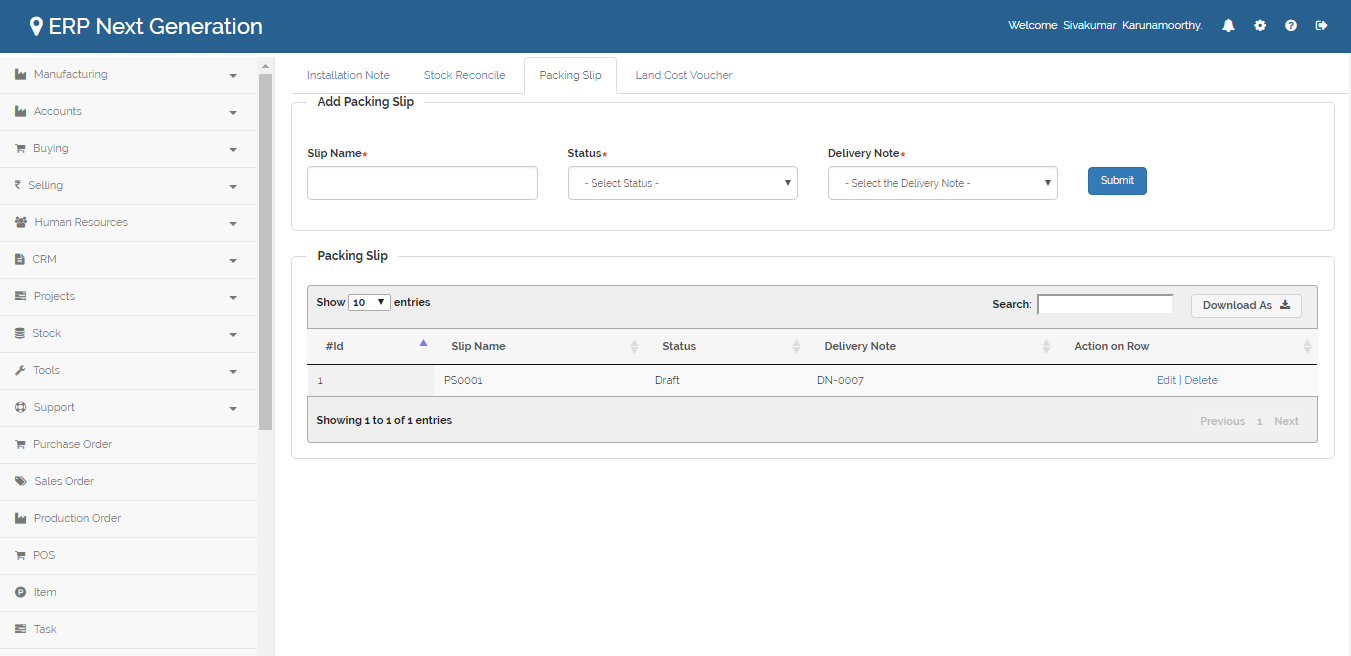 ERP Next Generation
Welcome Sivakumar Karunamoorthy.
Manufacturing
Accounts
Buying
Selling
Human Resources
CRM
Projects
Stock
Tools
Support
Purchase Order
Sales Order
Production Order
POS
Item
Task
Installation Note Stock Reconcile Packing Slip Land Cost Voucher
Add Packing Slip
Slip Name* Status* Delivery Note*
- Select Status - - Select the Delivery Note - Submit
Packing Slip
Show 10 entries Search: Download As
#Id Slip Name Status Delivery Note Action on Row
1 PS0001 Draft DN-0007 Edit | Delete
Showing 1 to 1 of 1 entries Previous 1 Next